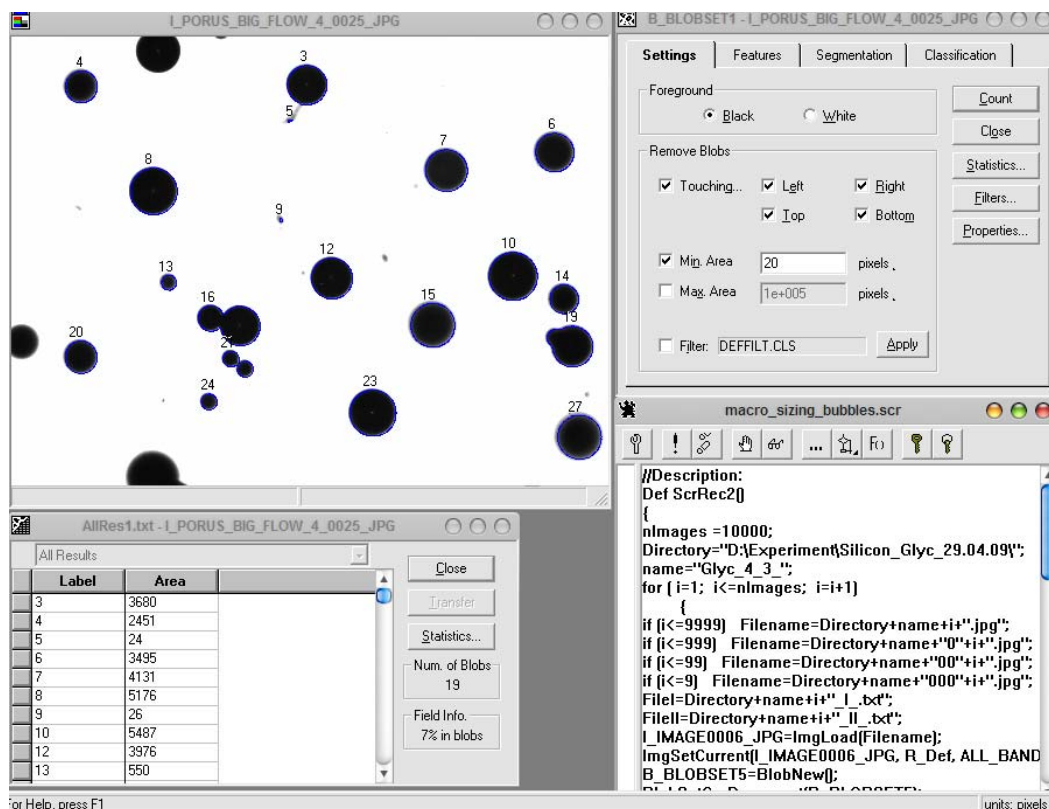 I_PORUS_BIG_FLOW_4_0025_JPG
3
4
5
6
7
8
9
10
12
13
14
15
16
19
20
23
24
27
B_BLOBSET1 - I_PORUS_BIG_FLOW_4_0025_JPG
Settings Features Segmentation Classification
Foreground
Black White
Count
Close
Remove Blobs
Touching... Left Right
Top Bottom
Statistics...
Filters...
Properties...
Min. Area 20 pixels
Max. Area 1e+005 pixels
Filter: DEFFILT.CLS Apply
macro_sizing_bubbles.scr
... F()
//Description:
Def ScrRec2()
{
nImages =10000;
Directory="D:\Experiment\Silicon_Glyc_29.04.09\";
name="Glyc_4_3_";
for ( i=1; i<=nImages; i=i+1)
{
if (i<=9999) Filename=Directory+name+i+".jpg";
if (i<=999) Filename=Directory+name+"0"+i+".jpg";
if (i<=99) Filename=Directory+name+"00"+i+".jpg";
if (i<=9) Filename=Directory+name+"000"+i+".jpg";
FileI=Directory+name+i+"_I_.txt";
FileII=Directory+name+i+"_II_.txt";
I_IMAGE0006_JPG=ImgLoad(Filename);
ImgSetCurrent(I_IMAGE0006_JPG, R_Def, ALL_BAND
B_BLOBSET5=BlobNew();
AllRes1.txt - I_PORUS_BIG_FLOW_4_0025_JPG
All Results
Label Area
3 3680
4 2451
5 24
6 3495
7 4131
8 5176
9 26
10 5487
12 3976
13 550
Close
Transfer
Statistics...
Num. of Blobs
19
Field Info.
7% in blobs
For Help, press F1
units: pixels